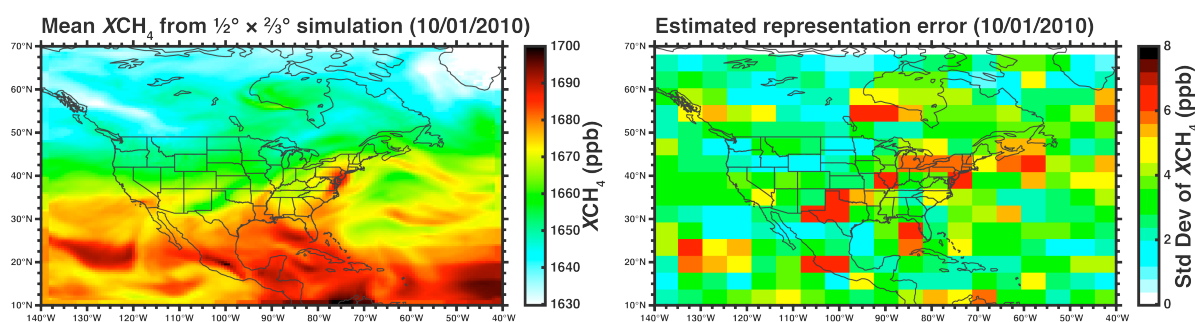 Mean XCH₄ from ½° × ⅔° simulation (10/01/2010)
70°N
60°N
50°N
40°N
30°N
20°N
10°N
140°W 130°W 120°W 110°W 100°W 90°W 80°W 70°W 60°W 50°W 40°W
1700
1690
1680
1670
1660
1650
1640
1630
XCH₄ (ppb)
Estimated representation error (10/01/2010)
70°N
60°N
50°N
40°N
30°N
20°N
10°N
140°W 130°W 120°W 110°W 100°W 90°W 80°W 70°W 60°W 50°W 40°W
8
6
4
2
0
Std Dev of XCH₄ (ppb)